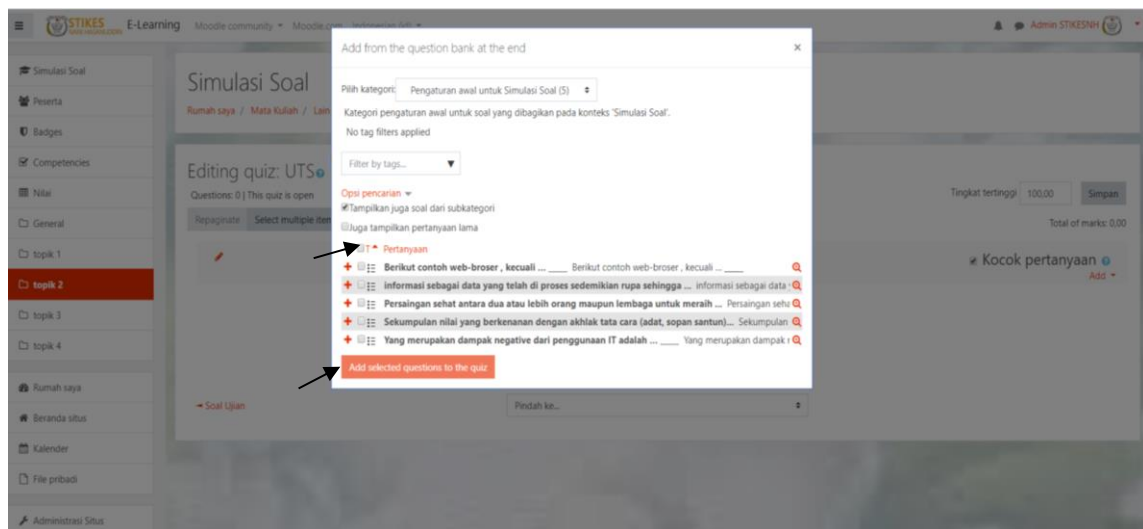 STIKES E-Learning Moodle community Moodle.com Indonesian (id) Admin STIKESNH
Simulasi Soal
Peserta
Badges
Competencies
Nilai
General
topik 1
topik 2
topik 3
topik 4
Rumah saya
Beranda situs
Kalender
File pribadi
Administrasi Situs
Simulasi Soal
Rumah saya / Mata Kuliah / Lain
Editing quiz: UTS
Questions: 0 | This quiz is open
Repaginate Select multiple iten
Tingkat tertinggi 100,00 Simpan
Total of marks: 0,00
Kocok pertanyaan
Add
Add from the question bank at the end ×
Pilih kategori: Pengaturan awal untuk Simulasi Soal (5)
Kategori pengaturan awal untuk soal yang dibagikan pada konteks 'Simulasi Soal'.
No tag filters applied
Filter by tags... ▼
Opsi pencarian
Tampilkan juga soal dari subkategori
Juga tampilkan pertanyaan lama
T Pertanyaan
Berikut contoh web-broser , kecuali ... ____ Berikut contoh web-broser , kecuali ... ____
informasi sebagai data yang telah di proses sedemikian rupa sehingga ... informasi sebagai data
Persaingan sehat antara dua atau lebih orang maupun lembaga untuk meraih ... Persaingan seha
Sekumpulan nilai yang berkenanan dengan akhlak tata cara (adat, sopan santun)... Sekumpulan
Yang merupakan dampak negative dari penggunaan IT adalah ... ____ Yang merupakan dampak r
Add selected questions to the quiz
Soal Ujian
Pindah ke...